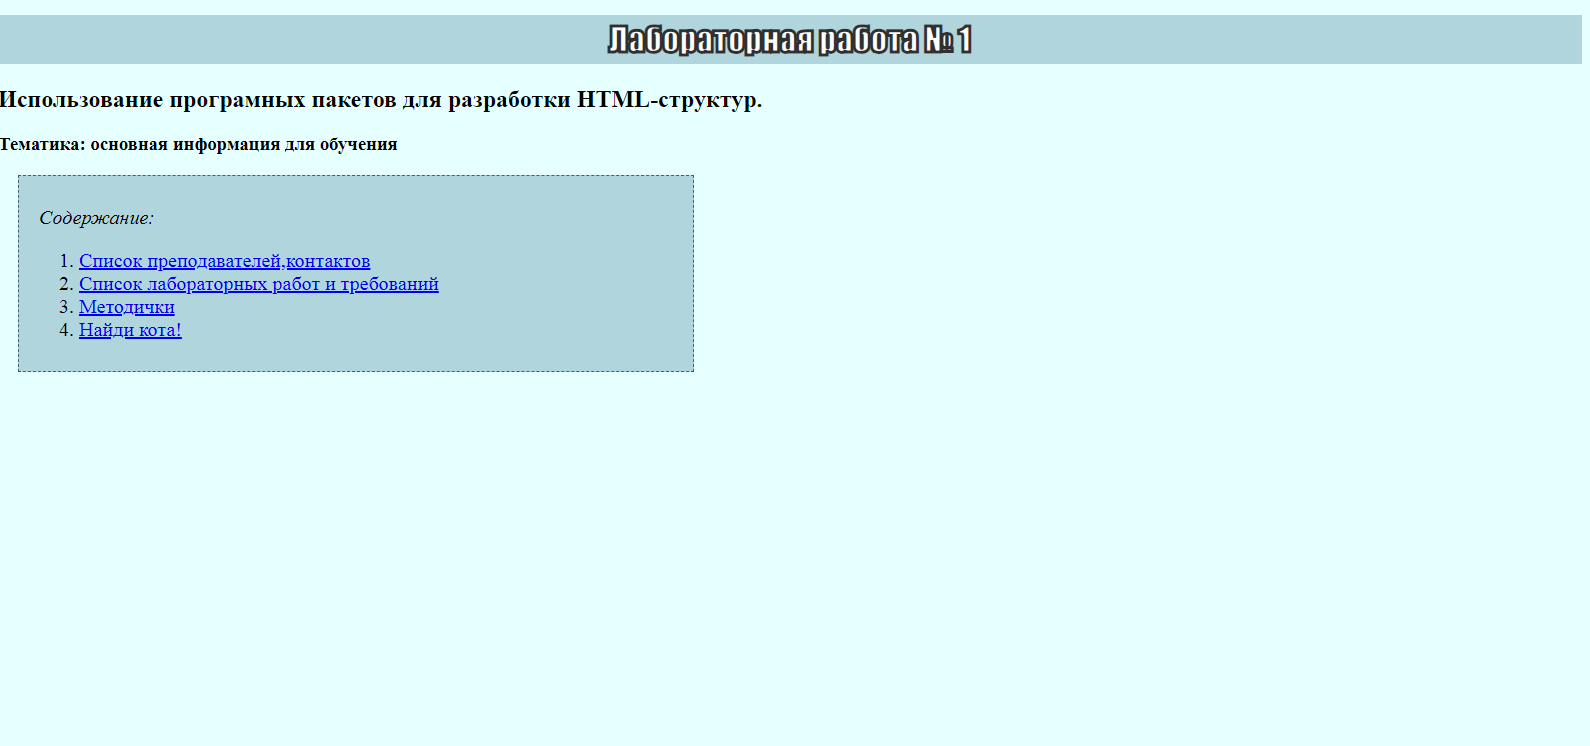 Лабораторная работа № 1
Использование програмных пакетов для разработки HTML-структур.
Тематика: основная информация для обучения
Содержание:
1. Список преподавателей,контактов
2. Список лабораторных работ и требований
3. Методички
4. Найди кота!